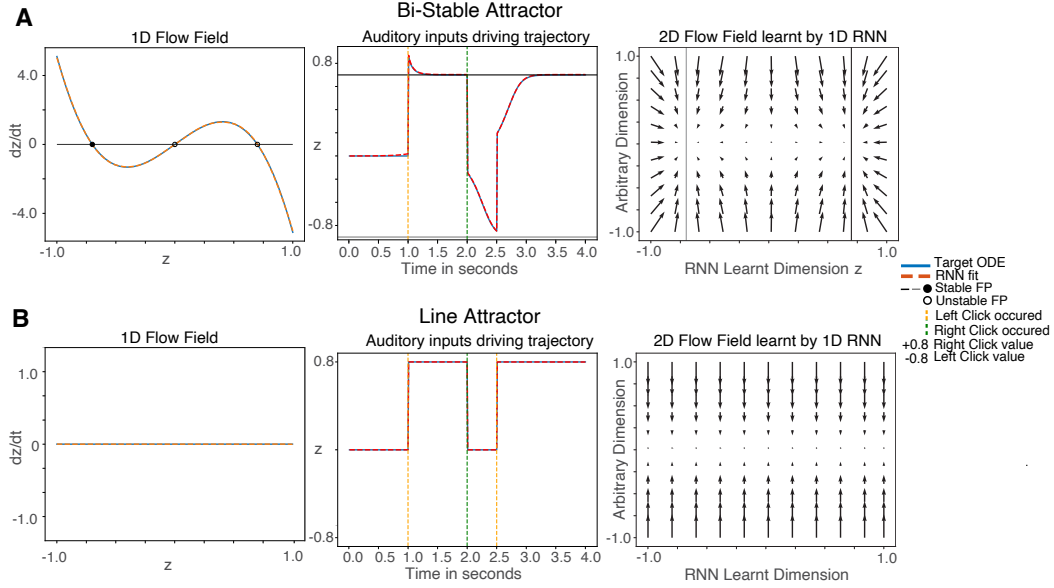 A
Bi-Stable Attractor
1D Flow Field
4.0
0
-4.0
dz/dt
-1.0
1.0
z
Auditory inputs driving trajectory
0.8
z
-0.8
0.0 0.5 1.0 1.5 2.0 2.5 3.0 3.5 4.0
Time in seconds
2D Flow Field learnt by 1D RNN
1.0
-1.0
Arbitrary Dimension
-1.0
1.0
RNN Learnt Dimension z
Target ODE
RNN fit
Stable FP
Unstable FP
Left Click occured
Right Click occured
+0.8 Right Click value
-0.8 Left Click value
B
Line Attractor
1D Flow Field
1.0
0
-1.0
dz/dt
-1.0
1.0
z
Auditory inputs driving trajectory
0.8
z
-0.8
0.0 0.5 1.0 1.5 2.0 2.5 3.0 3.5 4.0
Time in seconds
2D Flow Field learnt by 1D RNN
1.0
-1.0
Arbitrary Dimension
-1.0
1.0
RNN Learnt Dimension z